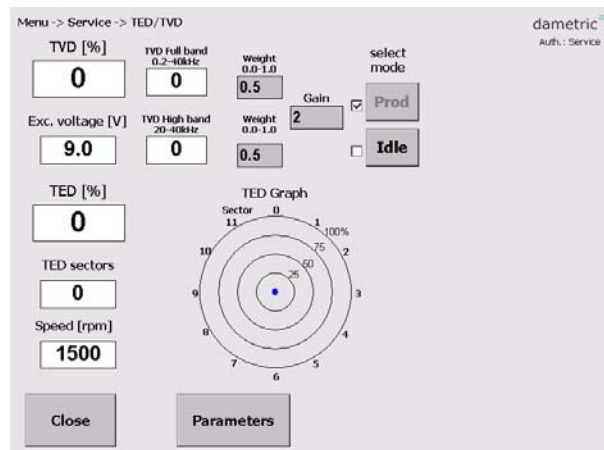 Menu -> Service -> TED/TVD
dametric
Auth.: Service
TVD [%]
0
TVD Full band
0.2-40kHz
0
Weight
0.0-1.0
0.5
Gain
2
select
mode
Prod
Idle
Exc. voltage [V]
9.0
TVD High band
20-40kHz
0
Weight
0.0-1.0
0.5
TED [%]
0
TED sectors
0
Speed [rpm]
1500
TED Graph
Sector
0
1
2
3
4
5
6
7
8
9
10
11
100%
75
50
25
Close
Parameters